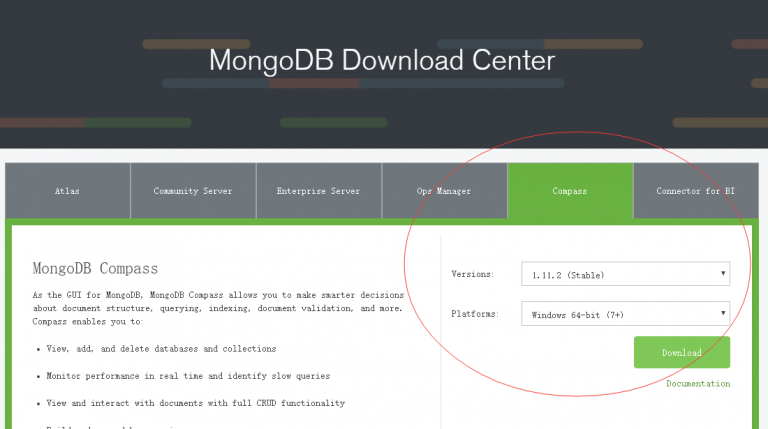 MongoDB Download Center
Atlas
Community Server
Enterprise Server
Ops Manager
Compass
Connector for BI
MongoDB Compass
As the GUI for MongoDB, MongoDB Compass allows you to make smarter decisions
about document structure, querying, indexing, document validation, and more.
Compass enables you to:
• View, add, and delete databases and collections
• Monitor performance in real time and identify slow queries
• View and interact with documents with full CRUD functionality
Versions:
1.11.2 (Stable)
Platforms:
Windows 64-bit (7+)
Download
Documentation